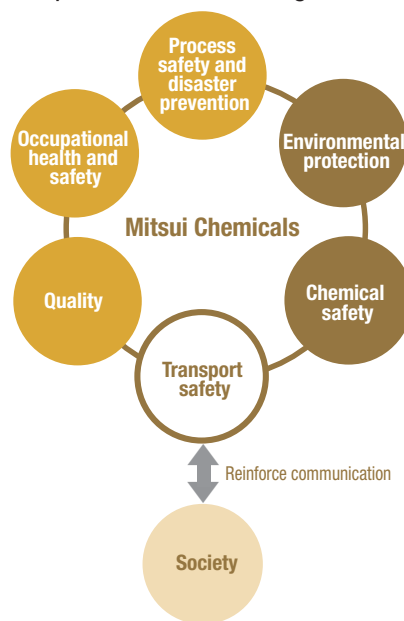 Process
safety and
disaster
prevention
Occupational
health and
safety
Environmental
protection
Mitsui Chemicals
Quality
Chemical
safety
Transport
safety
Reinforce communication
Society